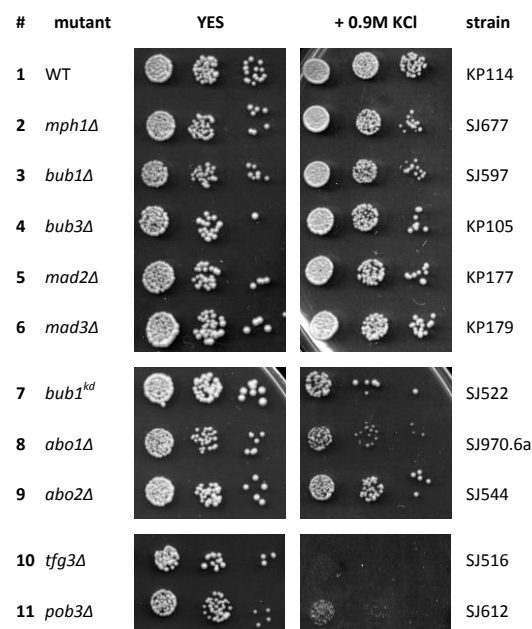 # mutant YES + 0.9M KCl strain
1 WT KP114
2 mph1Δ SJ677
3 bub1Δ SJ597
4 bub3Δ KP105
5 mad2Δ KP177
6 mad3Δ KP179
7 bub1kd SJ522
8 abo1Δ SJ970.6a
9 abo2Δ SJ544
10 tfg3Δ SJ516
11 pob3Δ SJ612